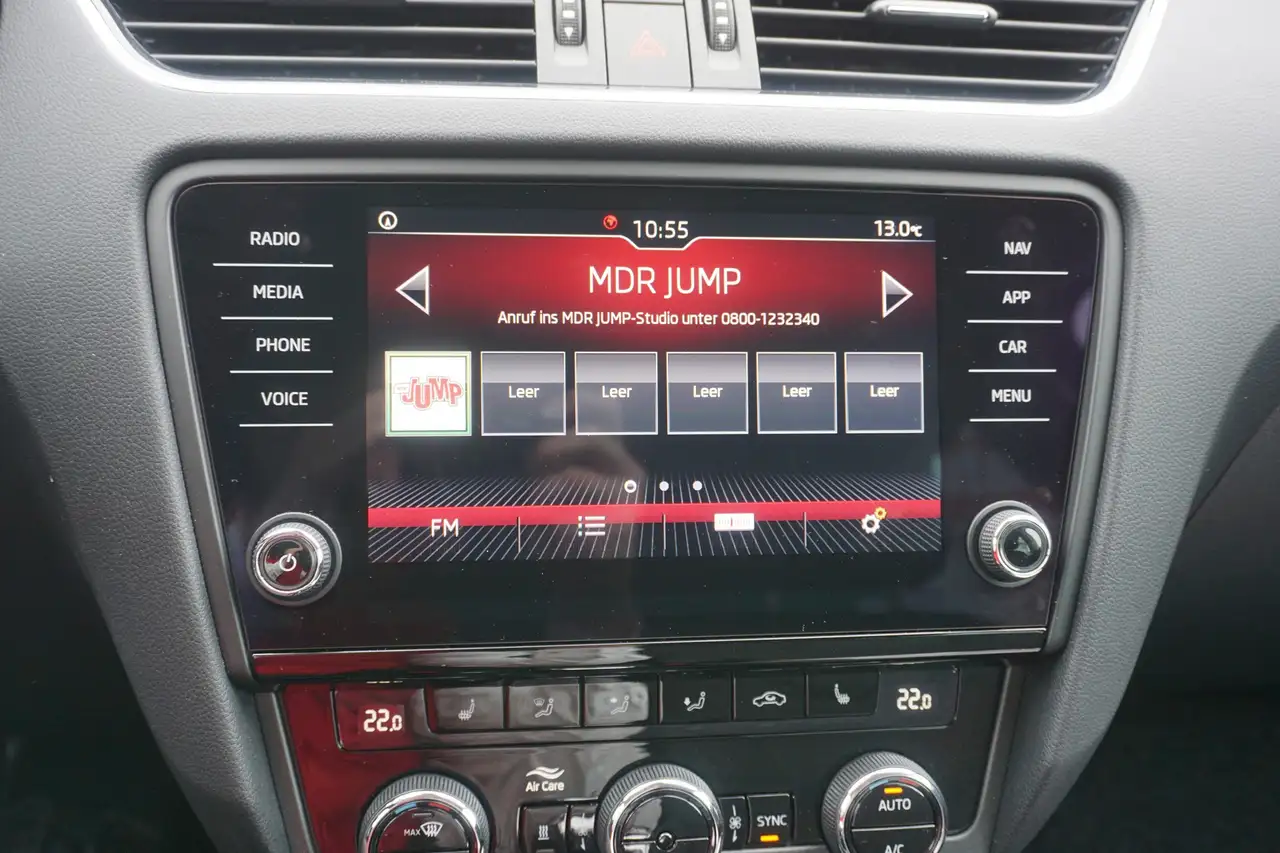 10:55
13.0°C
RADIO
MEDIA
PHONE
VOICE
MDR JUMP
Anruf ins MDR JUMP-Studio unter 0800-1232340
JUMP
Leer
Leer
Leer
Leer
Leer
FM
NAV
APP
CAR
MENU
22.0
22.0
Air Care
MAX
SYNC
AUTO
A/C